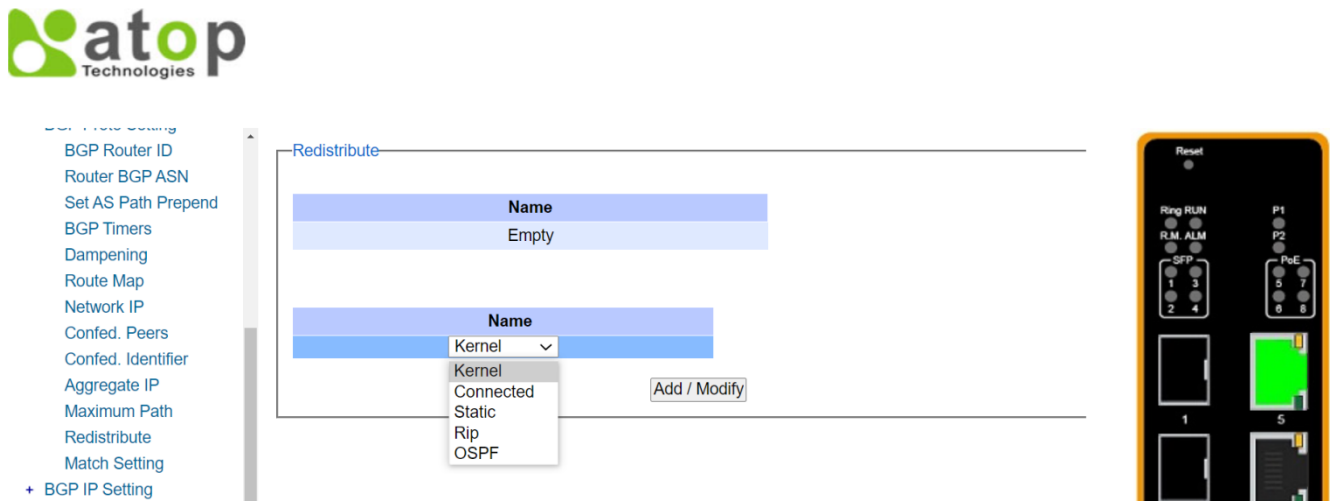 atop
Technologies
BGP Router ID
Router BGP ASN
Set AS Path Prepend
BGP Timers
Dampening
Route Map
Network IP
Confed. Peers
Confed. Identifier
Aggregate IP
Maximum Path
Redistribute
Match Setting
+ BGP IP Setting
Redistribute
Name
Empty
Name
Kernel
Kernel
Connected
Static
Rip
OSPF
Add / Modify
Reset
Ring RUN
P1
R.M. ALM
P2
SFP
PoE
1 3
5 7
2 4
6 8
1
5